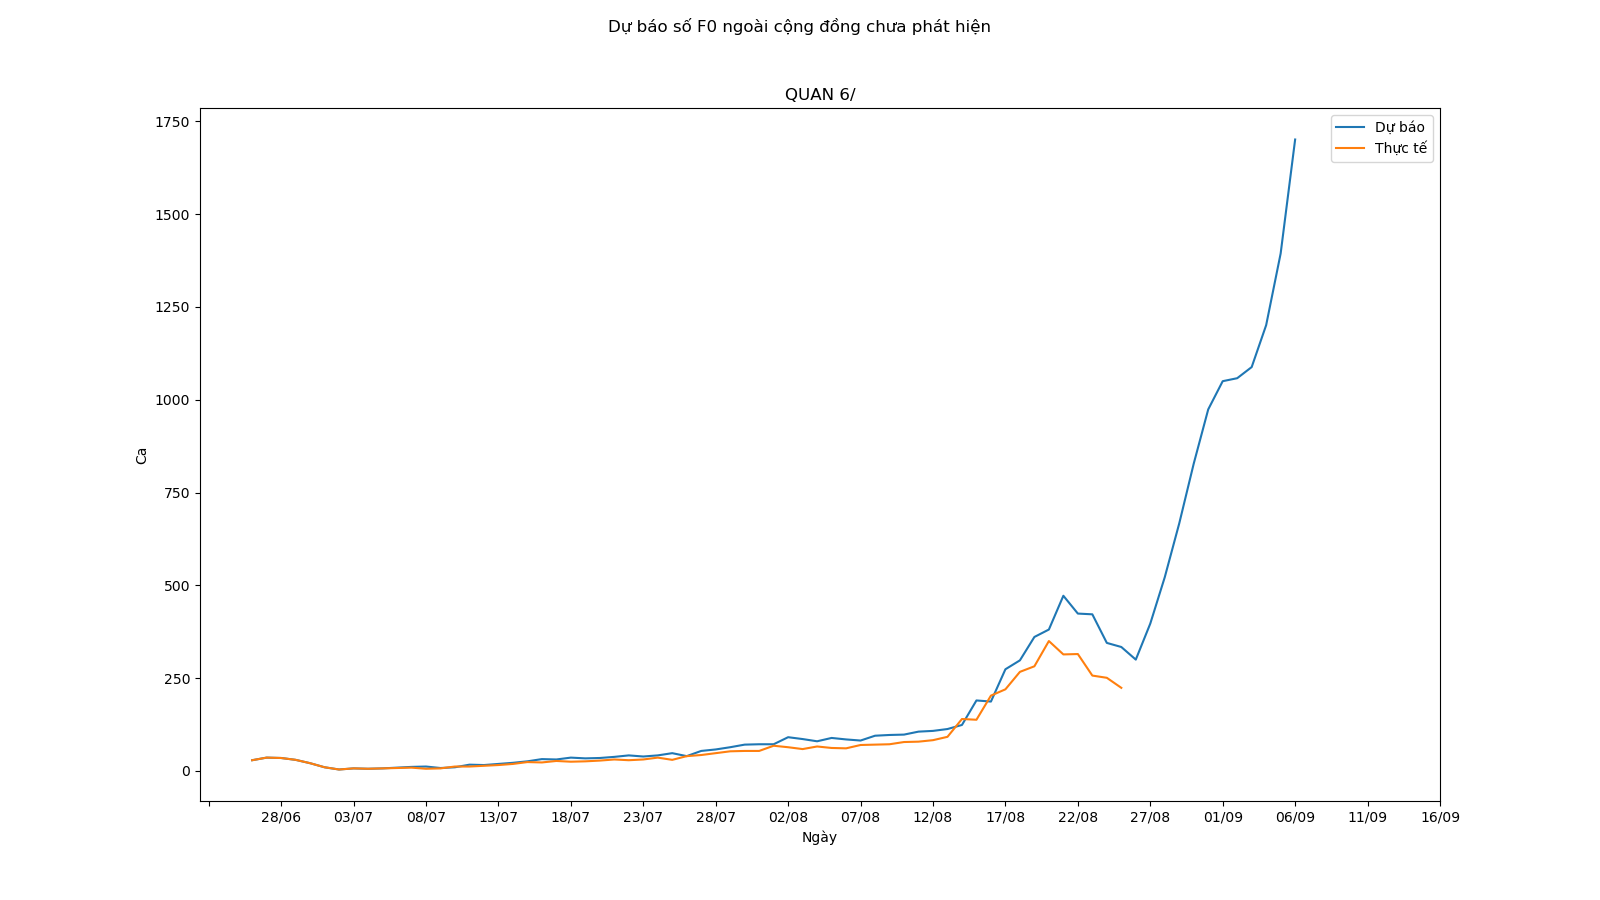 Dự báo số F0 ngoài cộng đồng chưa phát hiện
QUAN 6/
1750
1500
1250
1000
750
500
250
0
Ca
Dự báo
Thực tế
28/06 03/07 08/07 13/07 18/07 23/07 28/07 02/08 07/08 12/08 17/08 22/08 27/08 01/09 06/09 11/09 16/09
Ngày